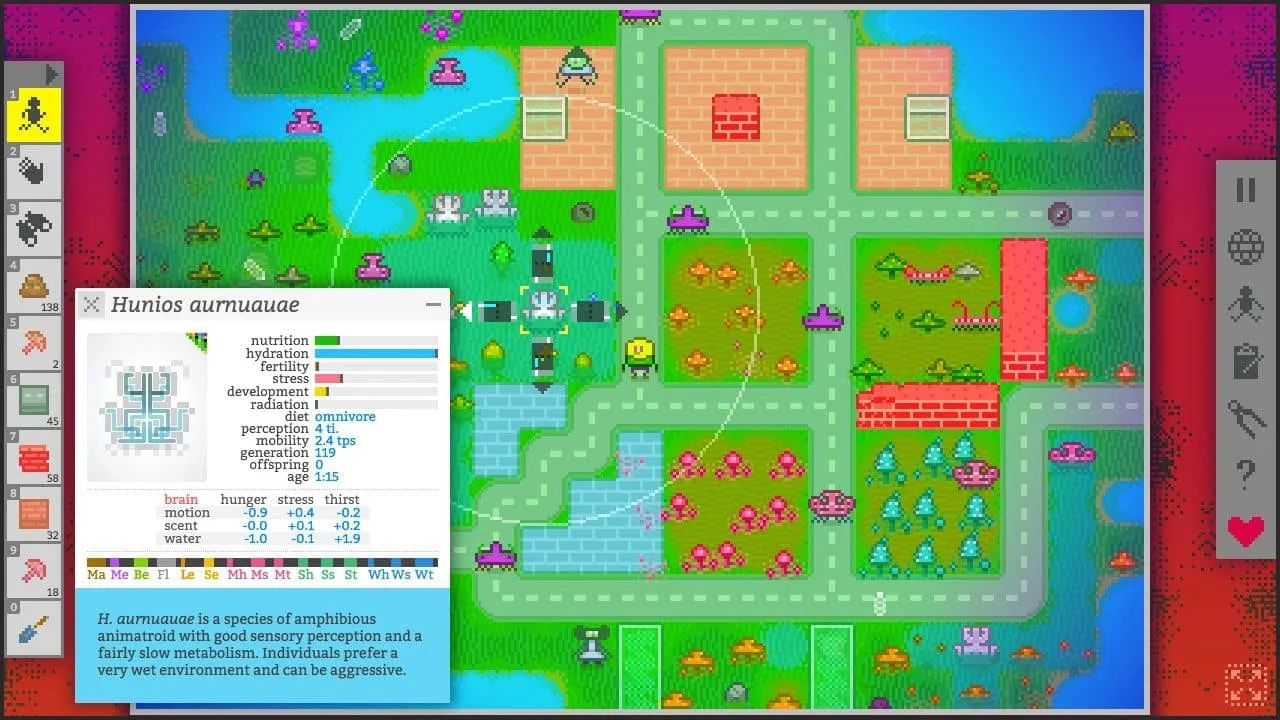 1
2
3
4
138
5
2
6
45
7
58
8
32
9
18
0
Hunios aurnuauae
nutrition
hydration
fertility
stress
development
radiation
diet omnivore
perception 4 ti.
mobility 2.4 tps
generation 119
offspring 0
age 1:15
brain hunger stress thirst
motion -0.9 +0.4 -0.2
scent -0.0 +0.1 +0.2
water -1.0 -0.1 +1.9
Ma Me Be Fl Le Se Mh Ms Mt Sh Ss St Wh Ws Wt
H. aurnuauae is a species of amphibious
animatroid with good sensory perception and a
fairly slow metabolism. Individuals prefer a
very wet environment and can be aggressive.
?